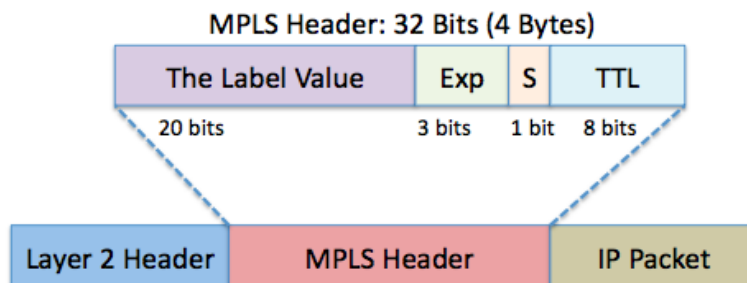 MPLS Header: 32 Bits (4 Bytes)
The Label Value Exp S TTL
20 bits 3 bits 1 bit 8 bits
Layer 2 Header MPLS Header IP Packet